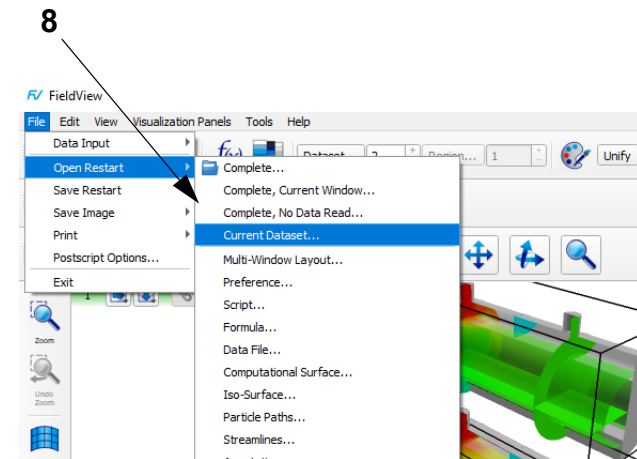 8
FieldView
File Edit View Visualization Panels Tools Help
Data Input
Open Restart
Save Restart
Save Image
Print
Postscript Options...
Exit
f(x) Dataset... 2 Region... 1 Unify
Complete...
Complete, Current Window...
Complete, No Data Read...
Current Dataset...
Multi-Window Layout...
Preference...
Script...
Formula...
Data File...
Computational Surface...
Iso-Surface...
Particle Paths...
Streamlines...
1
Zoom
Undo
Zoom